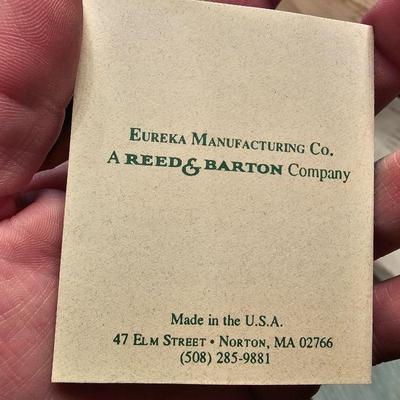 Eureka Manufacturing Co.
A REED & BARTON Company
Made in the U.S.A.
47 Elm Street • Norton, MA 02766
(508) 285-9881